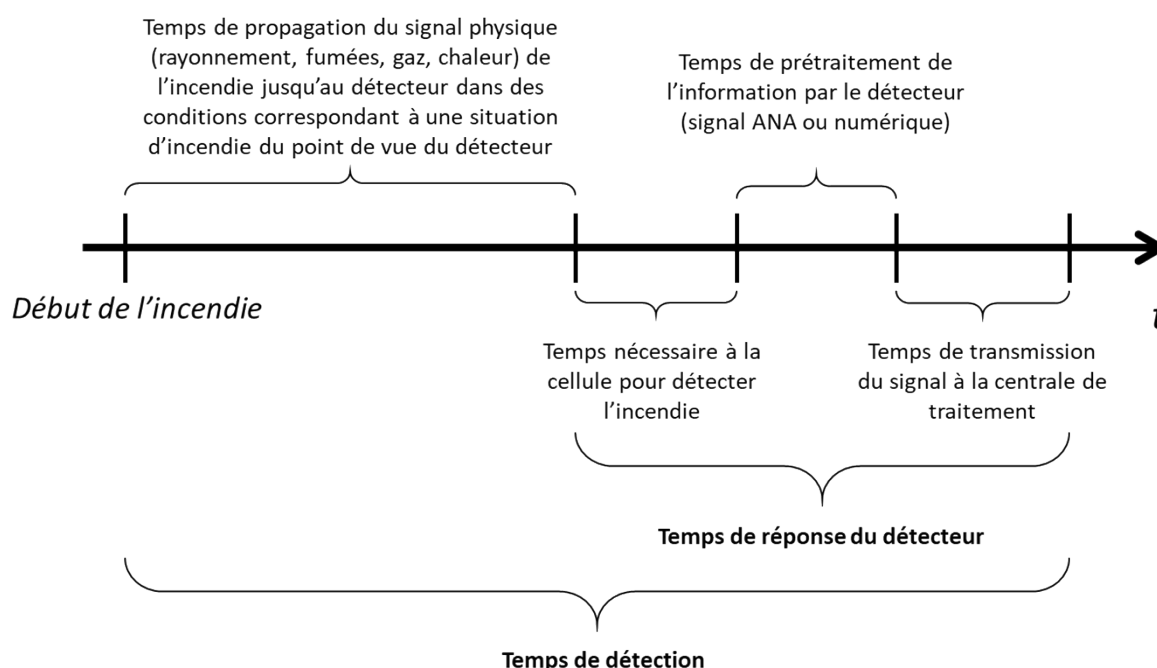 Temps de propagation du signal physique
(rayonnement, fumées, gaz, chaleur) de
l’incendie jusqu’au détecteur dans des
conditions correspondant à une situation
d’incendie du point de vue du détecteur
Temps de prétraitement de
l’information par le détecteur
(signal ANA ou numérique)
Début de l’incendie
t
Temps nécessaire à la
cellule pour détecter
l’incendie
Temps de transmission
du signal à la centrale de
traitement
Temps de réponse du détecteur
Temps de détection